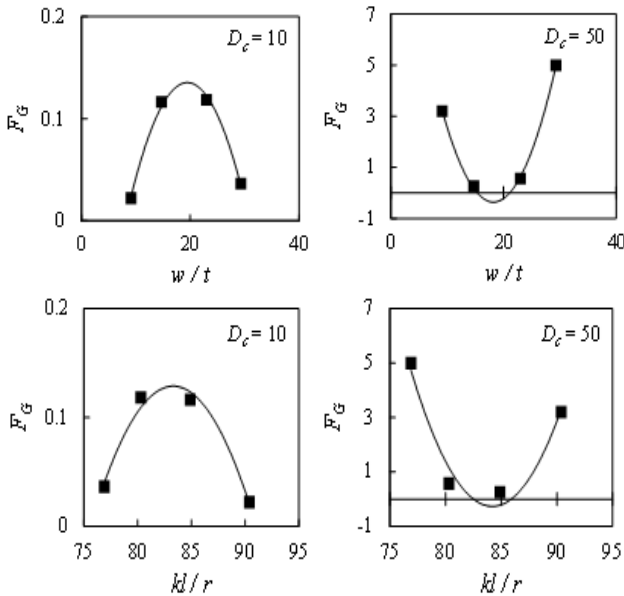 0.2
D_c = 10
0.1
F_G
0
0 20 40
w / t
7
D_c = 50
5
3
F_G
1
-1
0 20 40
w / t
0.2
D_c = 10
0.1
F_G
0
75 80 85 90 95
kl / r
7
D_c = 50
5
3
F_G
1
-1
75 80 85 90 95
kl / r